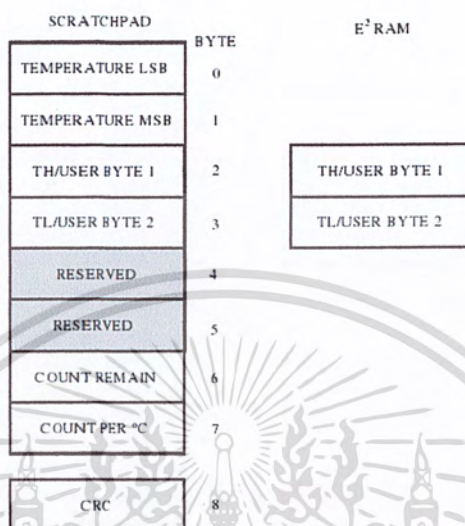 SCRATCHPAD
BYTE
E² RAM
TEMPERATURE LSB 0
TEMPERATURE MSB 1
TH/USER BYTE 1 2 TH/USER BYTE 1
TL/USER BYTE 2 3 TL/USER BYTE 2
RESERVED 4
RESERVED 5
COUNT REMAIN 6
COUNT PER °C 7
CRC 8